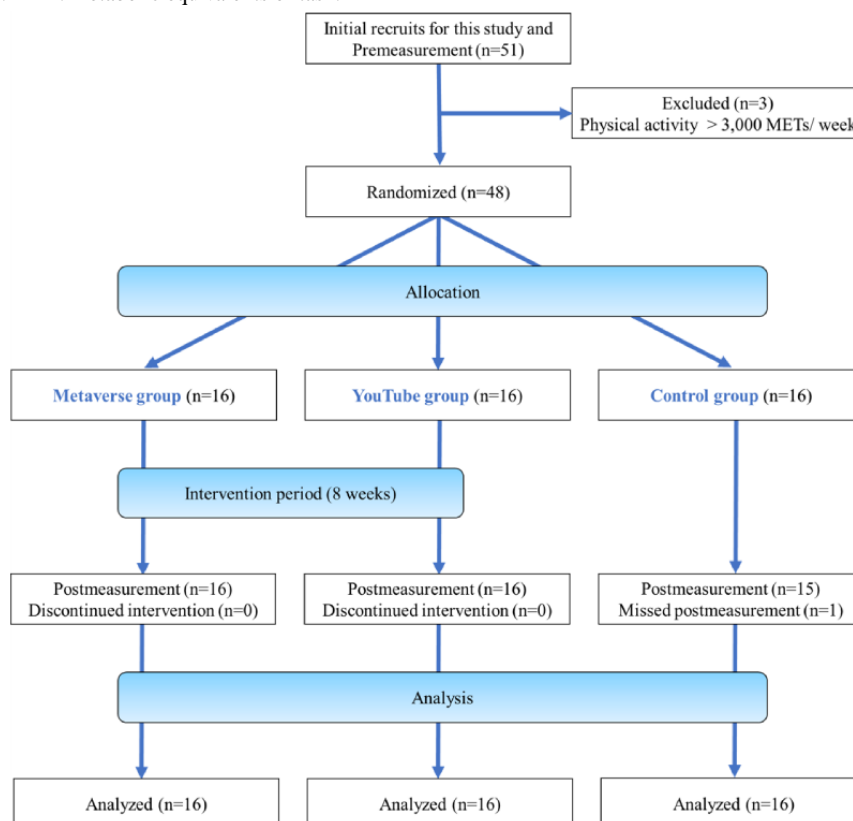 Initial recruits for this study and
Premeasurement (n=51)
Excluded (n=3)
Physical activity > 3,000 METs/ week
Randomized (n=48)
Allocation
Metaverse group (n=16)
YouTube group (n=16)
Control group (n=16)
Intervention period (8 weeks)
Postmeasurement (n=16)
Discontinued intervention (n=0)
Postmeasurement (n=16)
Discontinued intervention (n=0)
Postmeasurement (n=15)
Missed postmeasurement (n=1)
Analysis
Analyzed (n=16)
Analyzed (n=16)
Analyzed (n=16)